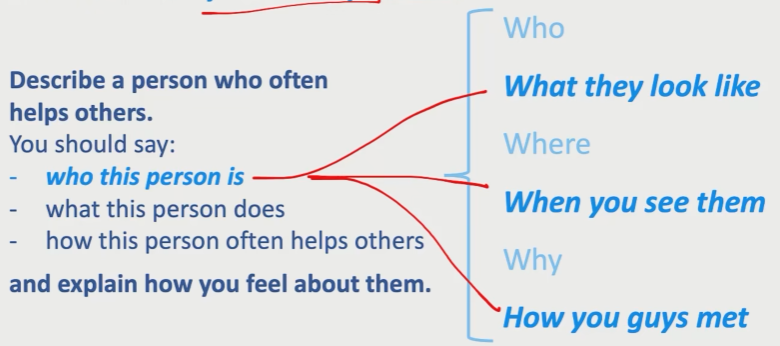 Describe a person who often
helps others.
You should say:
- who this person is
- what this person does
- how this person often helps others
and explain how you feel about them.
Who
What they look like
Where
When you see them
Why
How you guys met